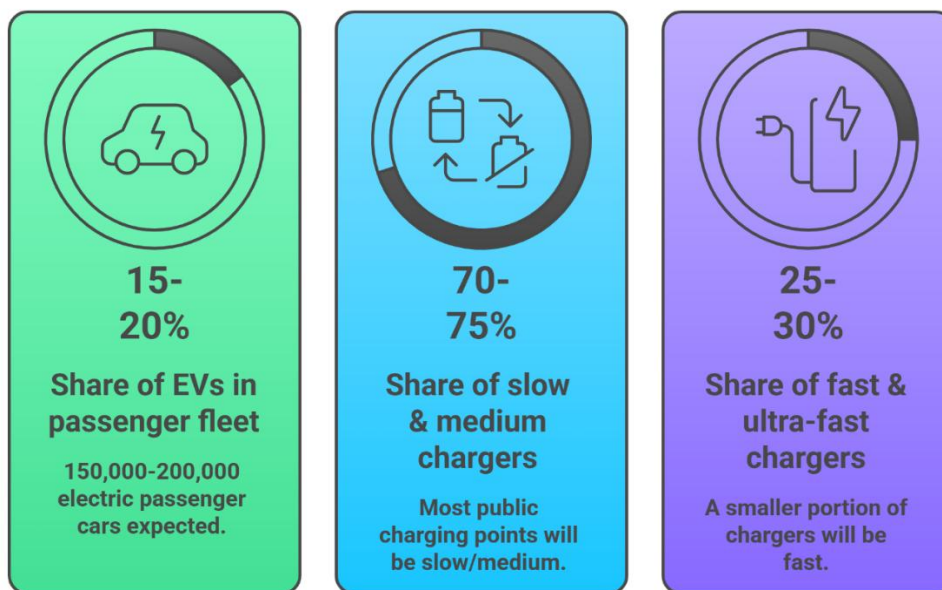 15-
20%
Share of EVs in
passenger fleet
150,000-200,000
electric passenger
cars expected.
70-
75%
Share of slow
& medium
chargers
Most public
charging points will
be slow/medium.
25-
30%
Share of fast &
ultra-fast
chargers
A smaller portion of
chargers will be
fast.